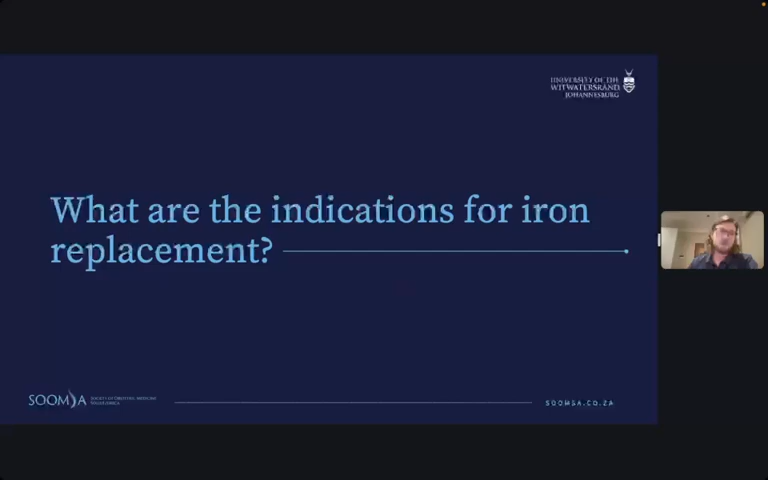 UNIVERSITY OF THE
WITWATERSRAND,
JOHANNESBURG
What are the indications for iron
replacement?
SOOMSA
SOOMSA.CO.ZA